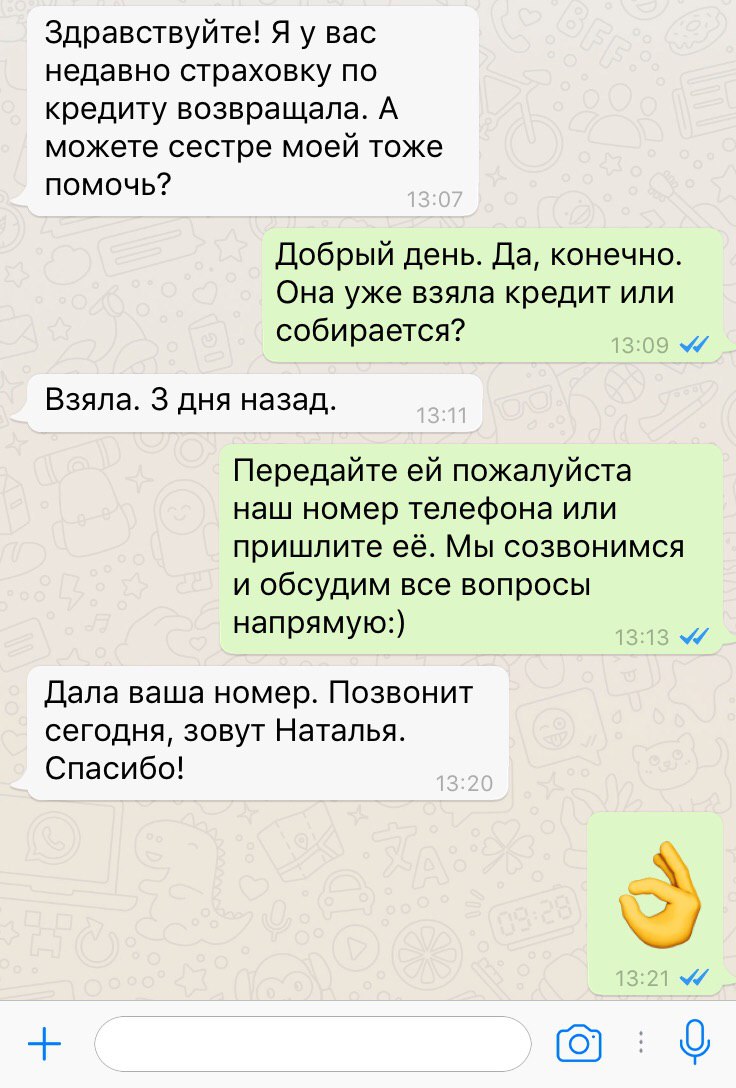 Здравствуйте! Я у вас
недавно страховку по
кредиту возвращала. А
можете сестре моей тоже
помочь?
13:07
Добрый день. Да, конечно.
Она уже взяла кредит или
собирается?
13:09
Взяла. 3 дня назад.
13:11
Передайте ей пожалуйста
наш номер телефона или
пришлите её. Мы созвонимся
и обсудим все вопросы
напрямую:)
13:13
Дала ваша номер. Позвонит
сегодня, зовут Наталья.
Спасибо!
13:20
13:21